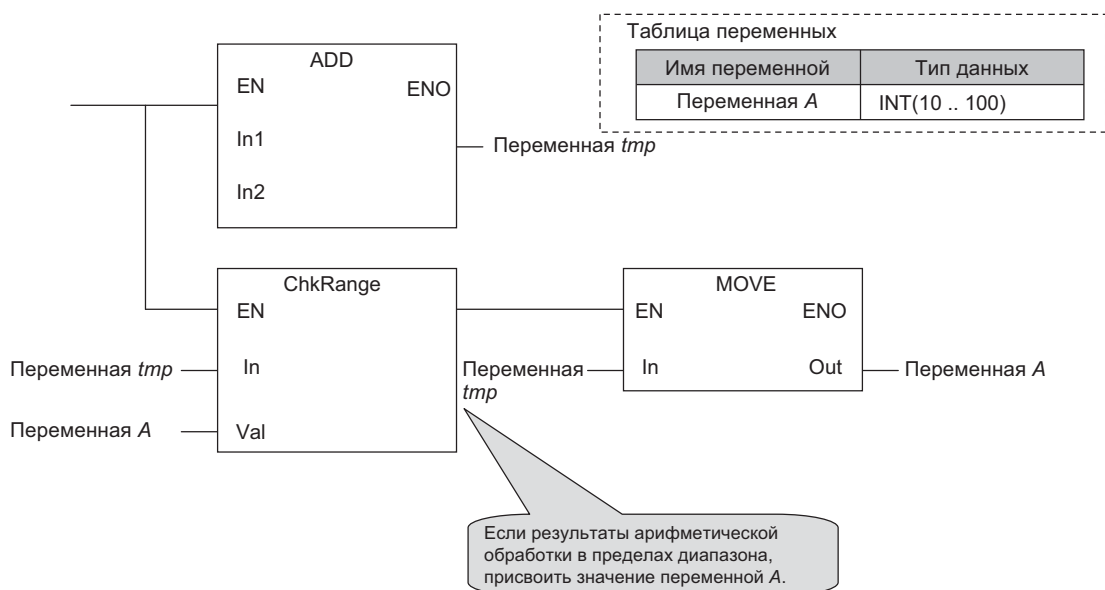 Таблица переменных
Имя переменной Тип данных
Переменная A INT(10 .. 100)
ADD
EN ENO
In1
Переменная tmp
In2
ChkRange
EN
Переменная tmp In
Переменная A Val
MOVE
EN ENO
Переменная
tmp
In Out Переменная A
Если результаты арифметической
обработки в пределах диапазона,
присвоить значение переменной A.